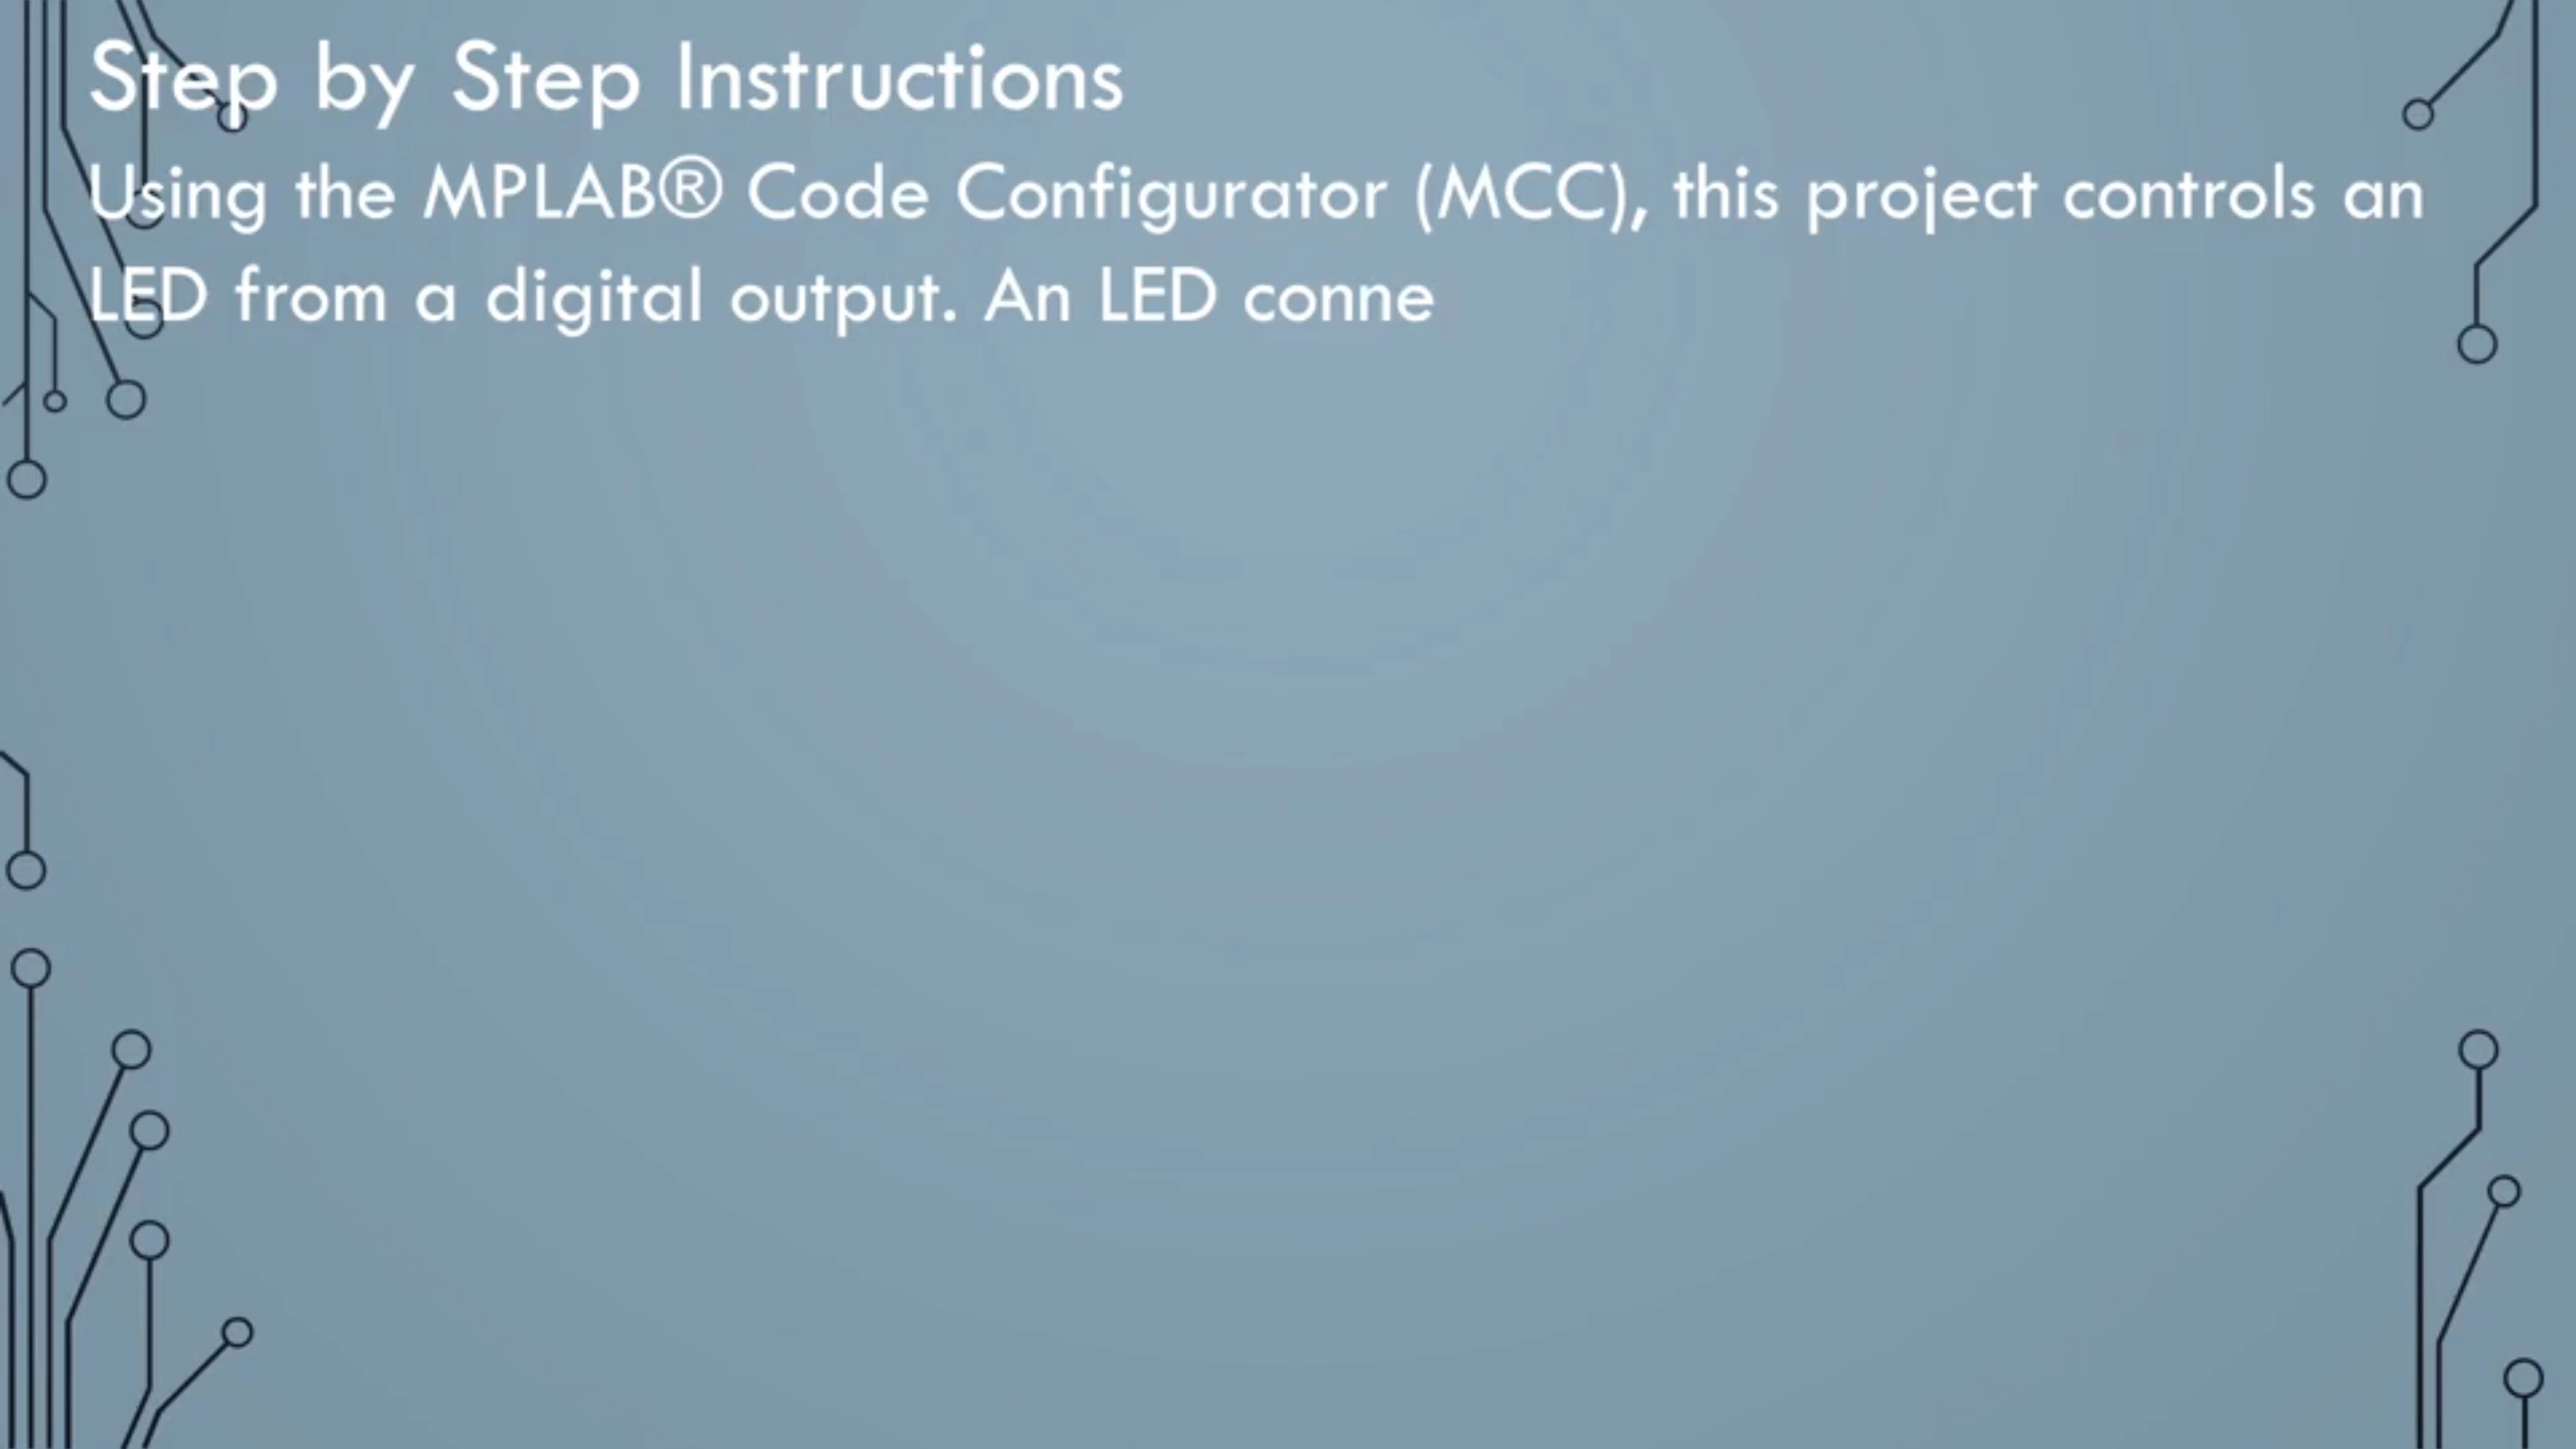 Step by Step Instructions
Using the MPLAB® Code Configurator (MCC), this project controls an
LED from a digital output. An LED conne